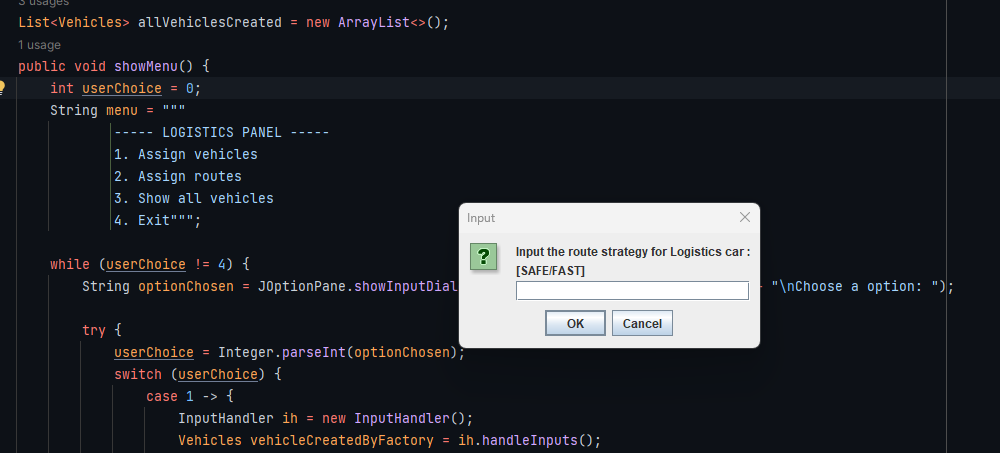 3 usages
List<Vehicles> allVehiclesCreated = new ArrayList<>();
1 usage
public void showMenu() {
int userChoice = 0;
String menu = """
----- LOGISTICS PANEL -----
1. Assign vehicles
2. Assign routes
3. Show all vehicles
4. Exit""";
while (userChoice != 4) {
String optionChosen = JOptionPane.showInputDial "\nChoose a option: ");
try {
userChoice = Integer.parseInt(optionChosen);
switch (userChoice) {
case 1 -> {
InputHandler ih = new InputHandler();
Vehicles vehicleCreatedByFactory = ih.handleInputs();
Input
Input the route strategy for Logistics car :
[SAFE/FAST]
OK
Cancel